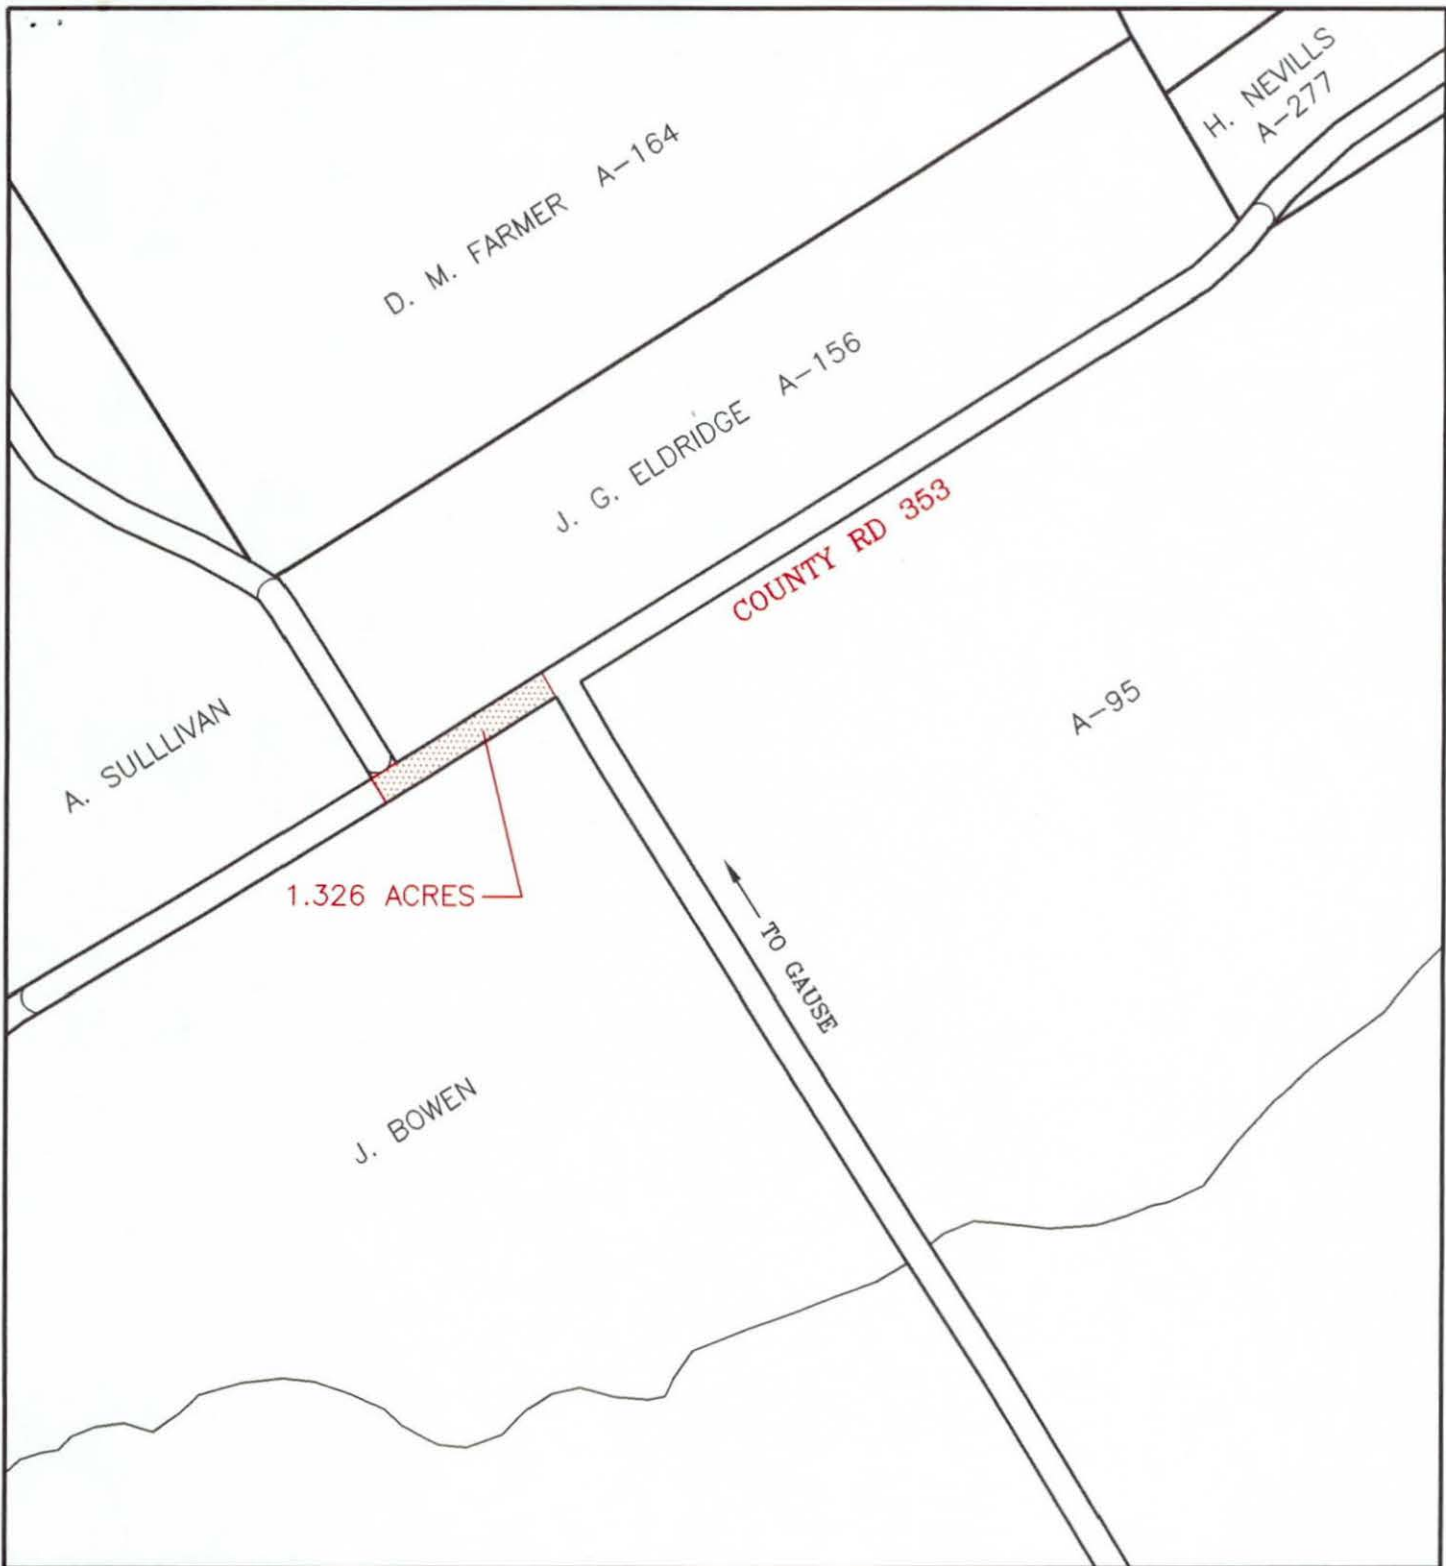 H. NEVILLS
A-277
D. M. FARMER A-164
J. G. ELDRIDGE A-156
COUNTY RD 353
A-95
A. SULLLIVAN
1.326 ACRES
TO GAUSE
J. BOWEN